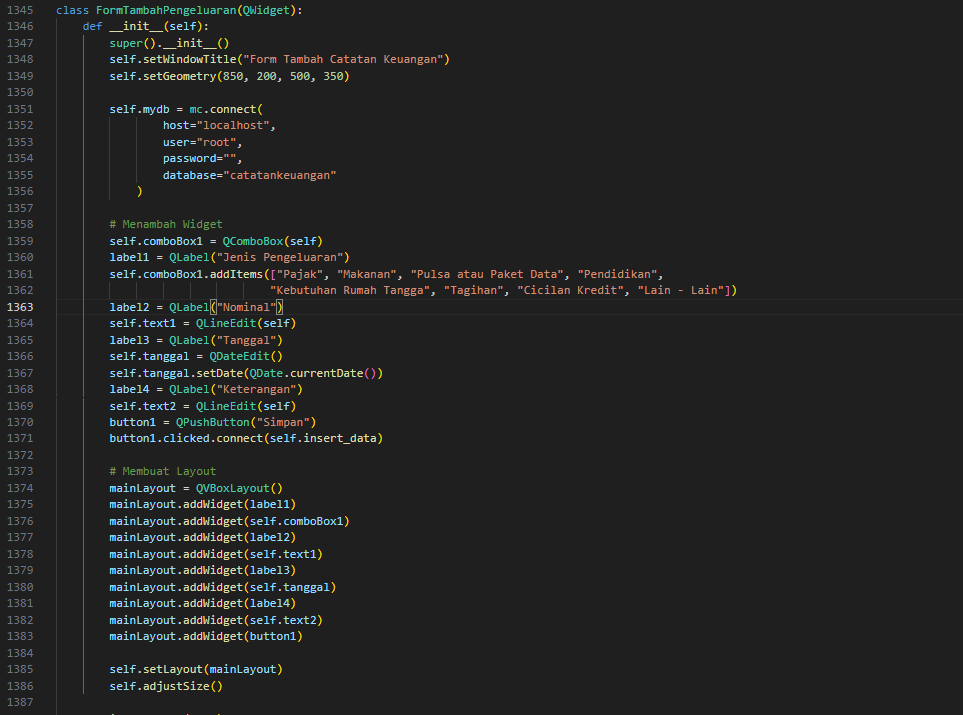 1345 class FormTambahPengeluaran(QWidget):
1346     def __init__(self):
1347         super().__init__()
1348         self.setWindowTitle("Form Tambah Catatan Keuangan")
1349         self.setGeometry(850, 200, 500, 350)
1350
1351         self.mydb = mc.connect(
1352                 host="localhost",
1353                 user="root",
1354                 password="",
1355                 database="catatankeuangan"
1356             )
1357
1358         # Menambah Widget
1359         self.comboBox1 = QComboBox(self)
1360         label1 = QLabel("Jenis Pengeluaran")
1361         self.comboBox1.addItems(["Pajak", "Makanan", "Pulsa atau Paket Data", "Pendidikan",
1362                                 "Kebutuhan Rumah Tangga", "Tagihan", "Cicilan Kredit", "Lain - Lain"])
1363         label2 = QLabel("Nominal")
1364         self.text1 = QLineEdit(self)
1365         label3 = QLabel("Tanggal")
1366         self.tanggal = QDateEdit()
1367         self.tanggal.setDate(QDate.currentDate())
1368         label4 = QLabel("Keterangan")
1369         self.text2 = QLineEdit(self)
1370         button1 = QPushButton("Simpan")
1371         button1.clicked.connect(self.insert_data)
1372
1373         # Membuat Layout
1374         mainLayout = QVBoxLayout()
1375         mainLayout.addWidget(label1)
1376         mainLayout.addWidget(self.comboBox1)
1377         mainLayout.addWidget(label2)
1378         mainLayout.addWidget(self.text1)
1379         mainLayout.addWidget(label3)
1380         mainLayout.addWidget(self.tanggal)
1381         mainLayout.addWidget(label4)
1382         mainLayout.addWidget(self.text2)
1383         mainLayout.addWidget(button1)
1384
1385         self.setLayout(mainLayout)
1386         self.adjustSize()
1387